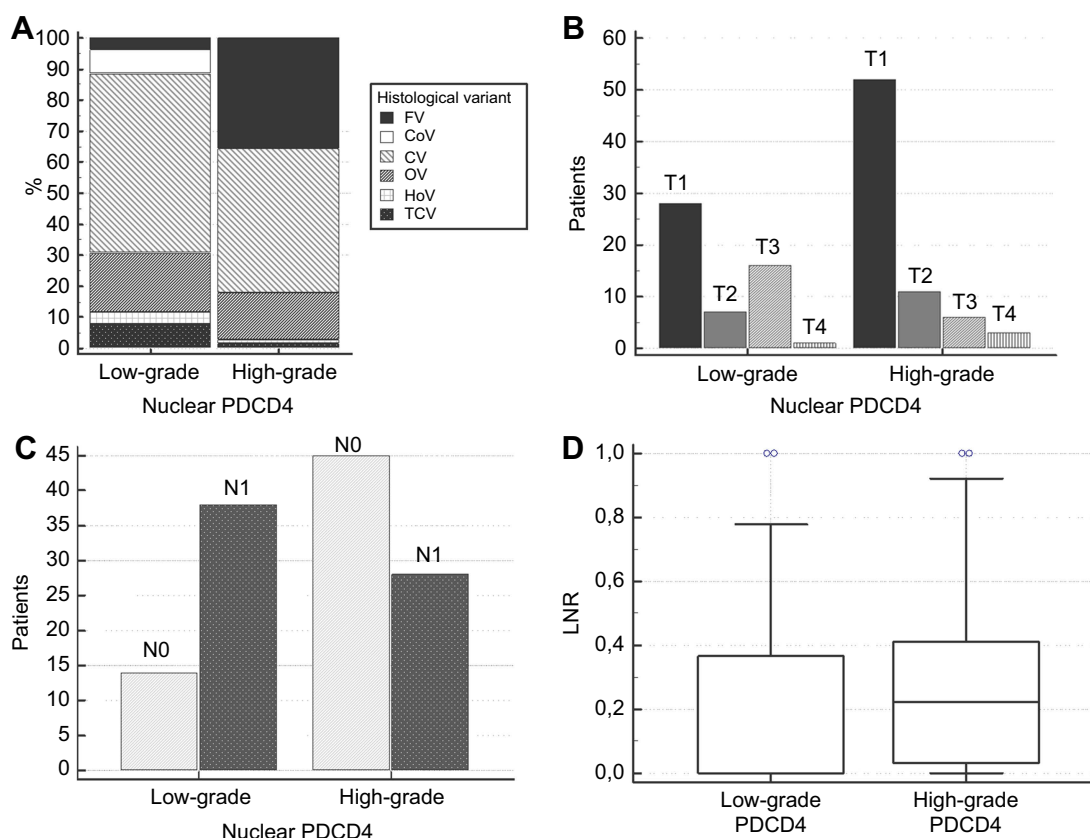 A
100
90
80
70
60
50
40
30
20
10
0
%
Low-grade
High-grade
Nuclear PDCD4
Histological variant
FV
CoV
CV
OV
HoV
TCV
B
60
50
40
30
20
10
0
Patients
T1
T2
T3
T4
T1
T2
T3
T4
Low-grade
High-grade
Nuclear PDCD4
C
45
40
35
30
25
20
15
10
5
0
Patients
N0
N1
N0
N1
Low-grade
High-grade
Nuclear PDCD4
D
1,0
0,8
0,6
0,4
0,2
0,0
LNR
Low-grade
PDCD4
High-grade
PDCD4